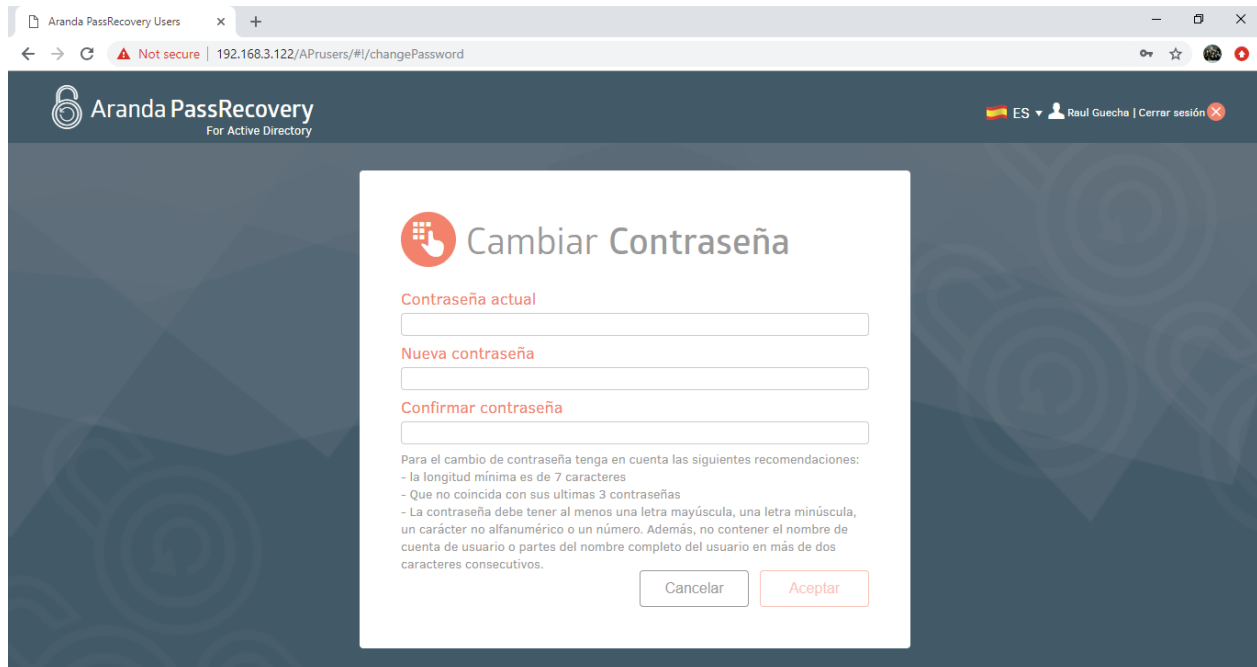 Aranda PassRecovery Users
Not secure | 192.168.3.122/APrusers/#!/changePassword
Aranda PassRecovery
For Active Directory
ES Raul Guecha | Cerrar sesión
Cambiar Contraseña
Contraseña actual
Nueva contraseña
Confirmar contraseña
Para el cambio de contraseña tenga en cuenta las siguientes recomendaciones:
- la longitud mínima es de 7 caracteres
- Que no coincida con sus ultimas 3 contraseñas
- La contraseña debe tener al menos una letra mayúscula, una letra minúscula,
un carácter no alfanumérico o un número. Además, no contener el nombre de
cuenta de usuario o partes del nombre completo del usuario en más de dos
caracteres consecutivos.
Cancelar
Aceptar